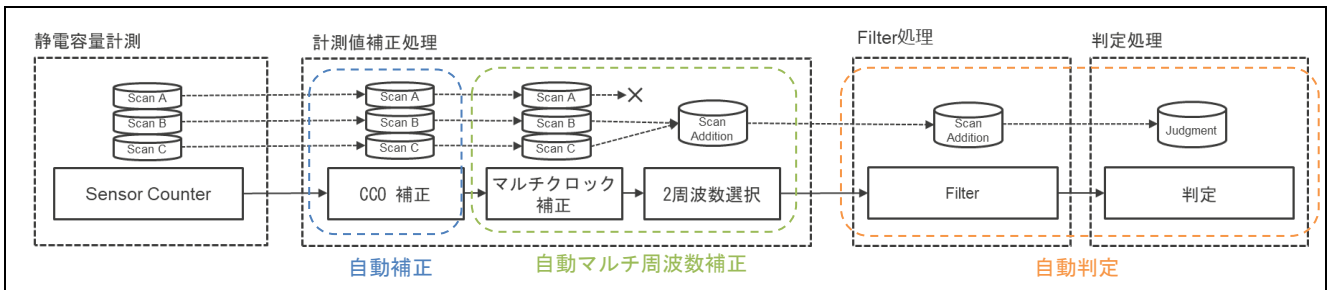 静電容量計測
計測値補正処理
Filter処理
判定処理
Scan A
Scan B
Scan C
Scan A
Scan B
Scan C
Scan A
Scan B
Scan C
Scan
Addition
Scan
Addition
Judgment
Sensor Counter
CCO 補正
マルチクロック
補正
2周波数選択
Filter
判定
自動補正
自動マルチ周波数補正
自動判定